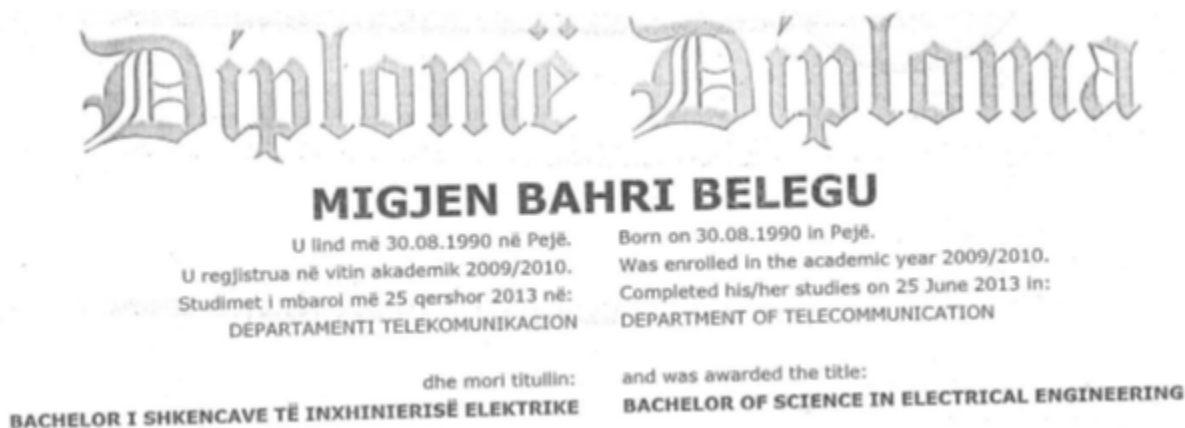 Diplomë Diploma
MIGJEN BAHRI BELEGU
U lind më 30.08.1990 në Pejë. Born on 30.08.1990 in Pejë.
U regjistrua në vitin akademik 2009/2010. Was enrolled in the academic year 2009/2010.
Studimet i mbaroi më 25 qershor 2013 në: Completed his/her studies on 25 June 2013 in:
DEPARTAMENTI TELEKOMUNIKACION DEPARTMENT OF TELECOMMUNICATION
dhe mori titullin: and was awarded the title:
BACHELOR I SHKENCAVE TË INXHINIERISË ELEKTRIKE BACHELOR OF SCIENCE IN ELECTRICAL ENGINEERING